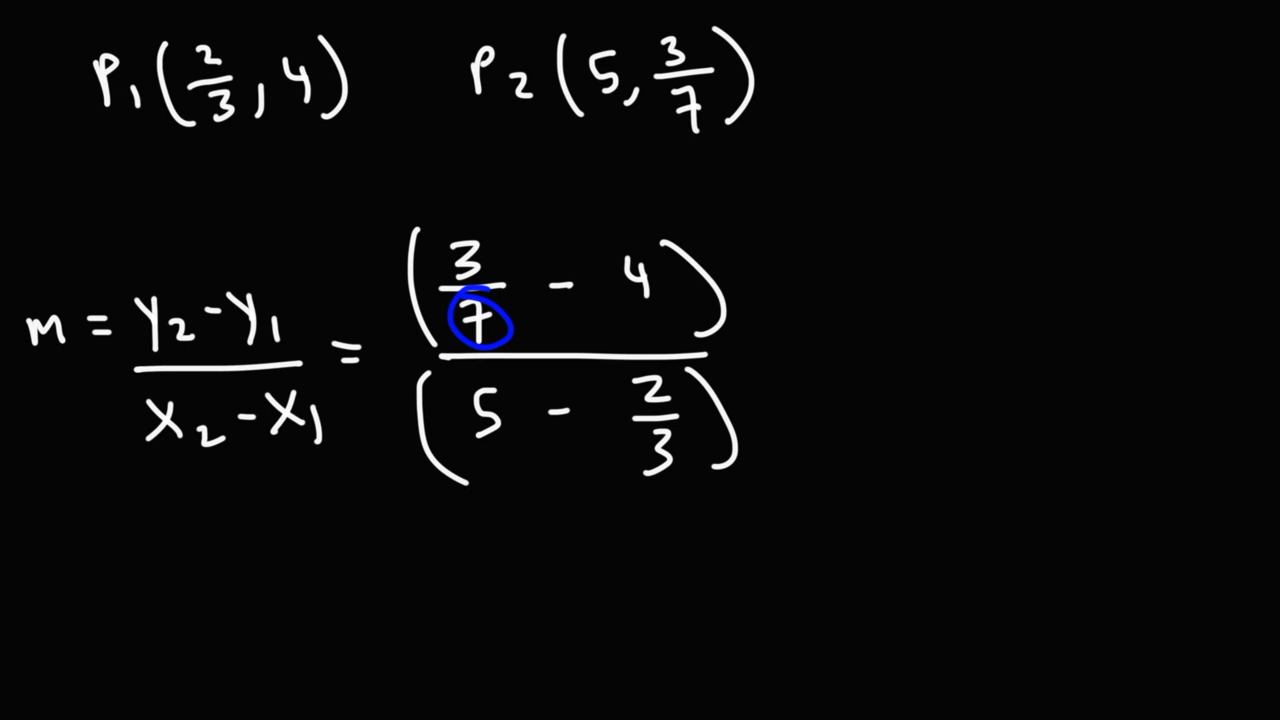 P₁(2/3, 4) P₂(5, 3/7)
m = (y₂ - y₁)/(x₂ - x₁) = (3/7 - 4)/(5 - 2/3)